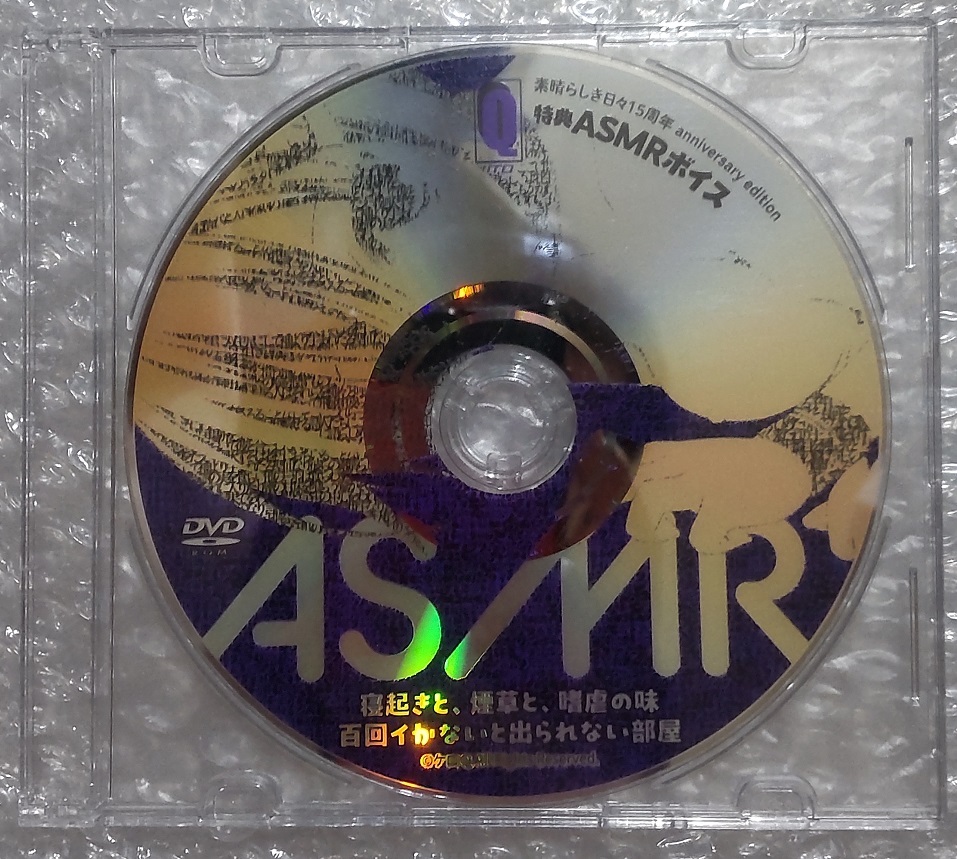 Q
素晴らしき日々15周年 anniversary edition
特典ASMRボイス
DVD
ROM
ASMR
寝起きと、煙草と、嗜虐の味
百回イかないと出られない部屋
Reserved.